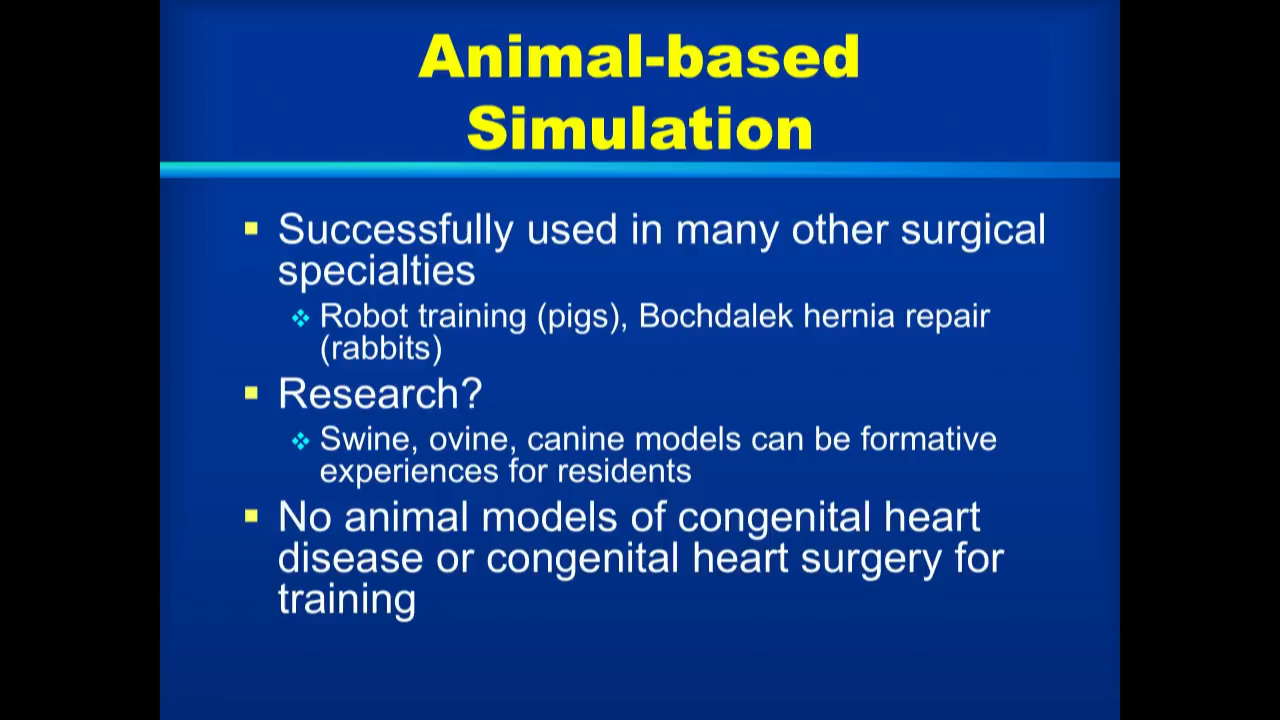 Animal-based
Simulation
Successfully used in many other surgical
specialties
Robot training (pigs), Bochdalek hernia repair
(rabbits)
Research?
Swine, ovine, canine models can be formative
experiences for residents
No animal models of congenital heart
disease or congenital heart surgery for
training